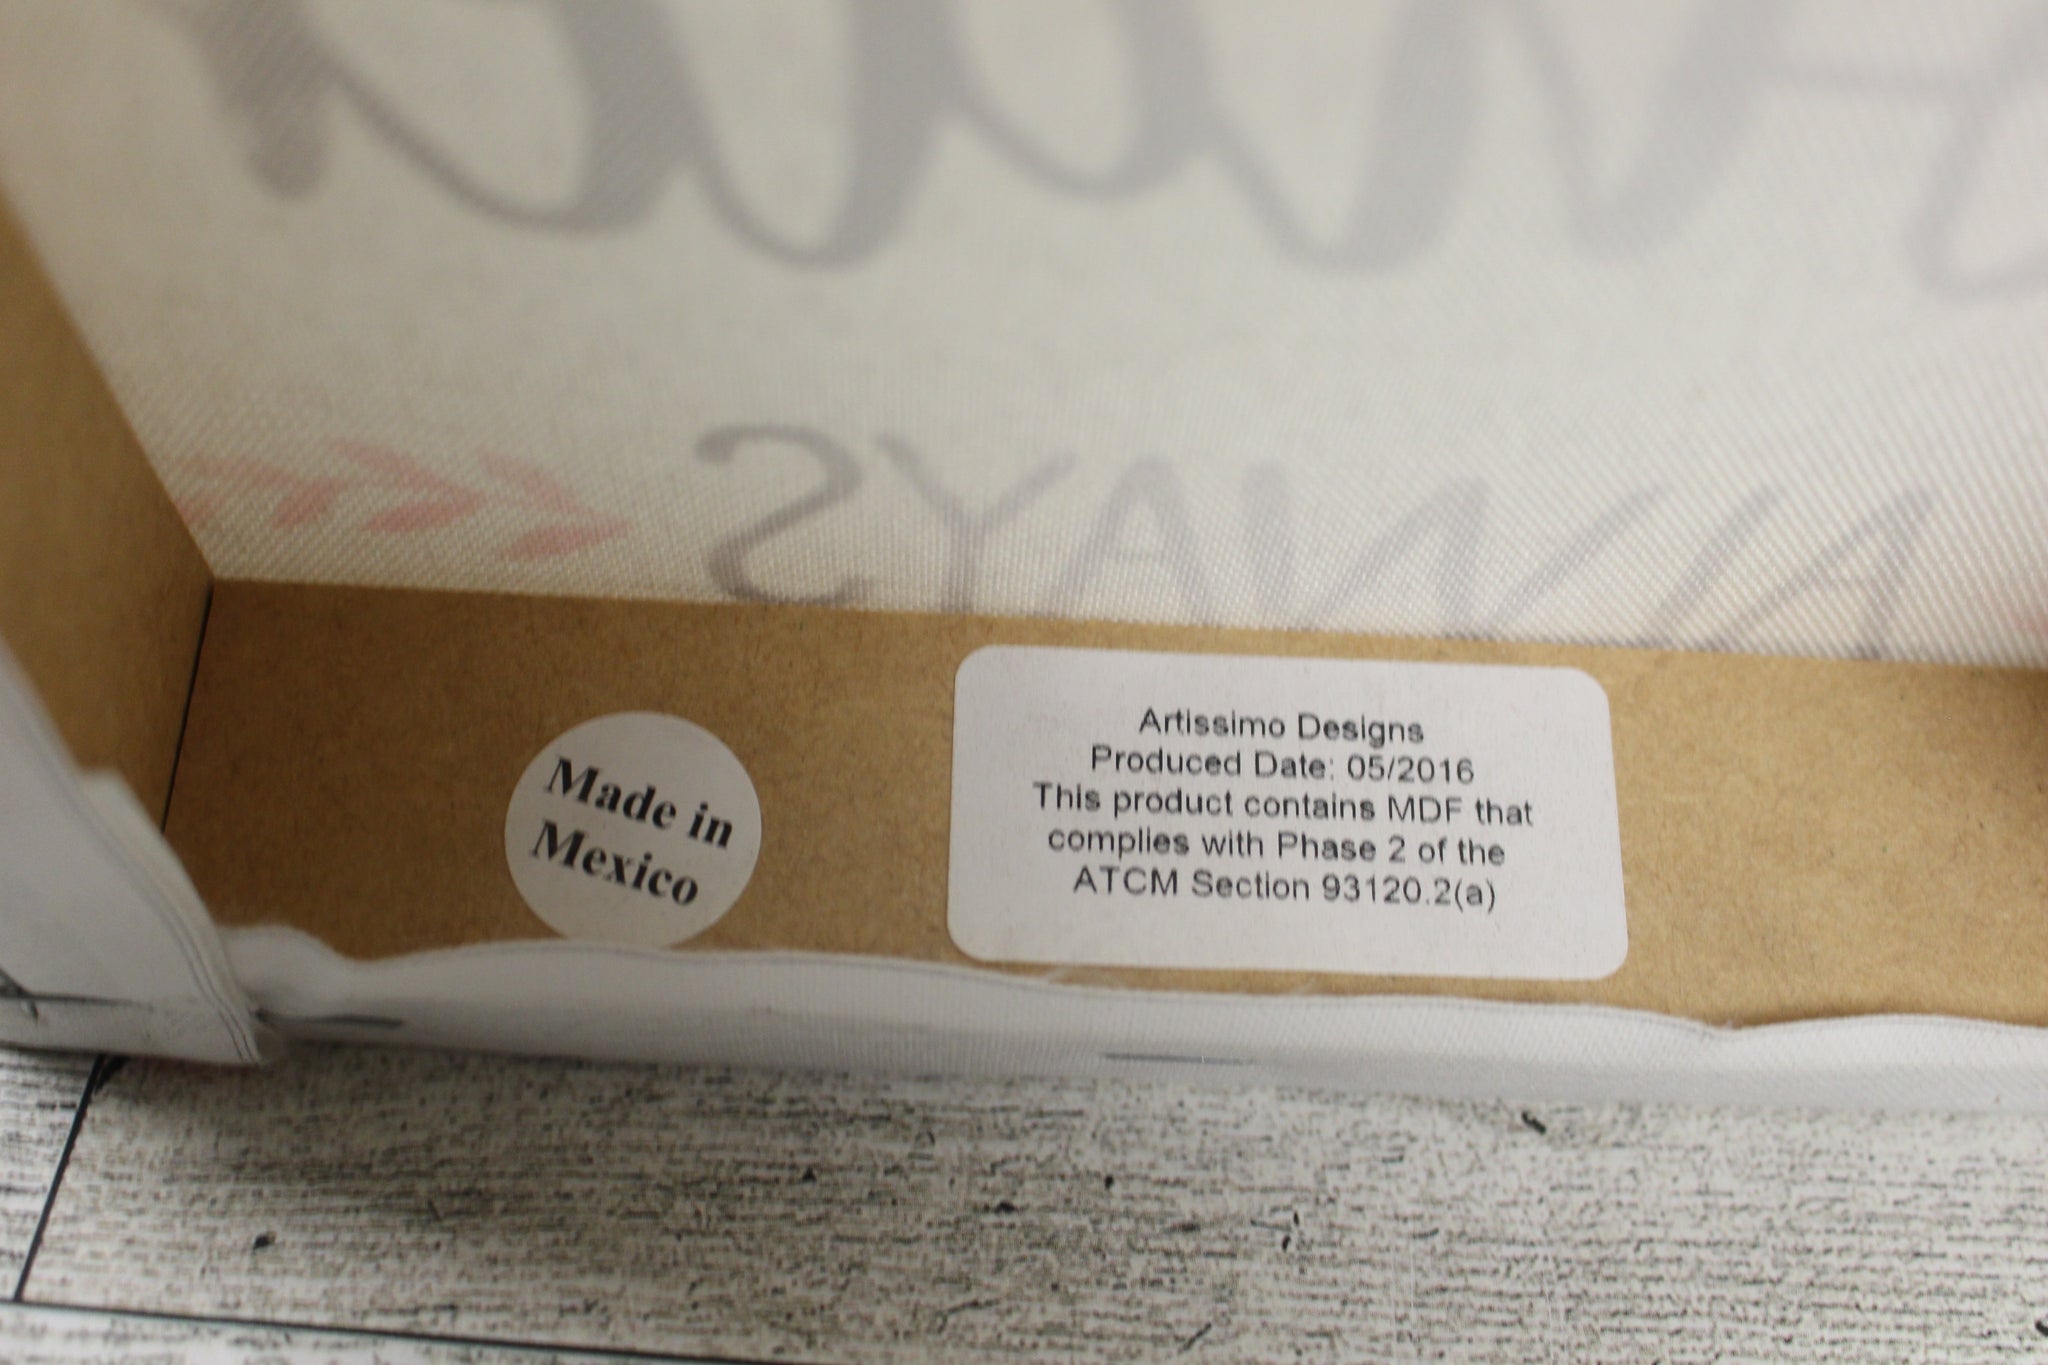 ALWAYS
Made in
Mexico
Artissimo Designs
Produced Date: 05/2016
This product contains MDF that
complies with Phase 2 of the
ATCM Section 93120.2(a)